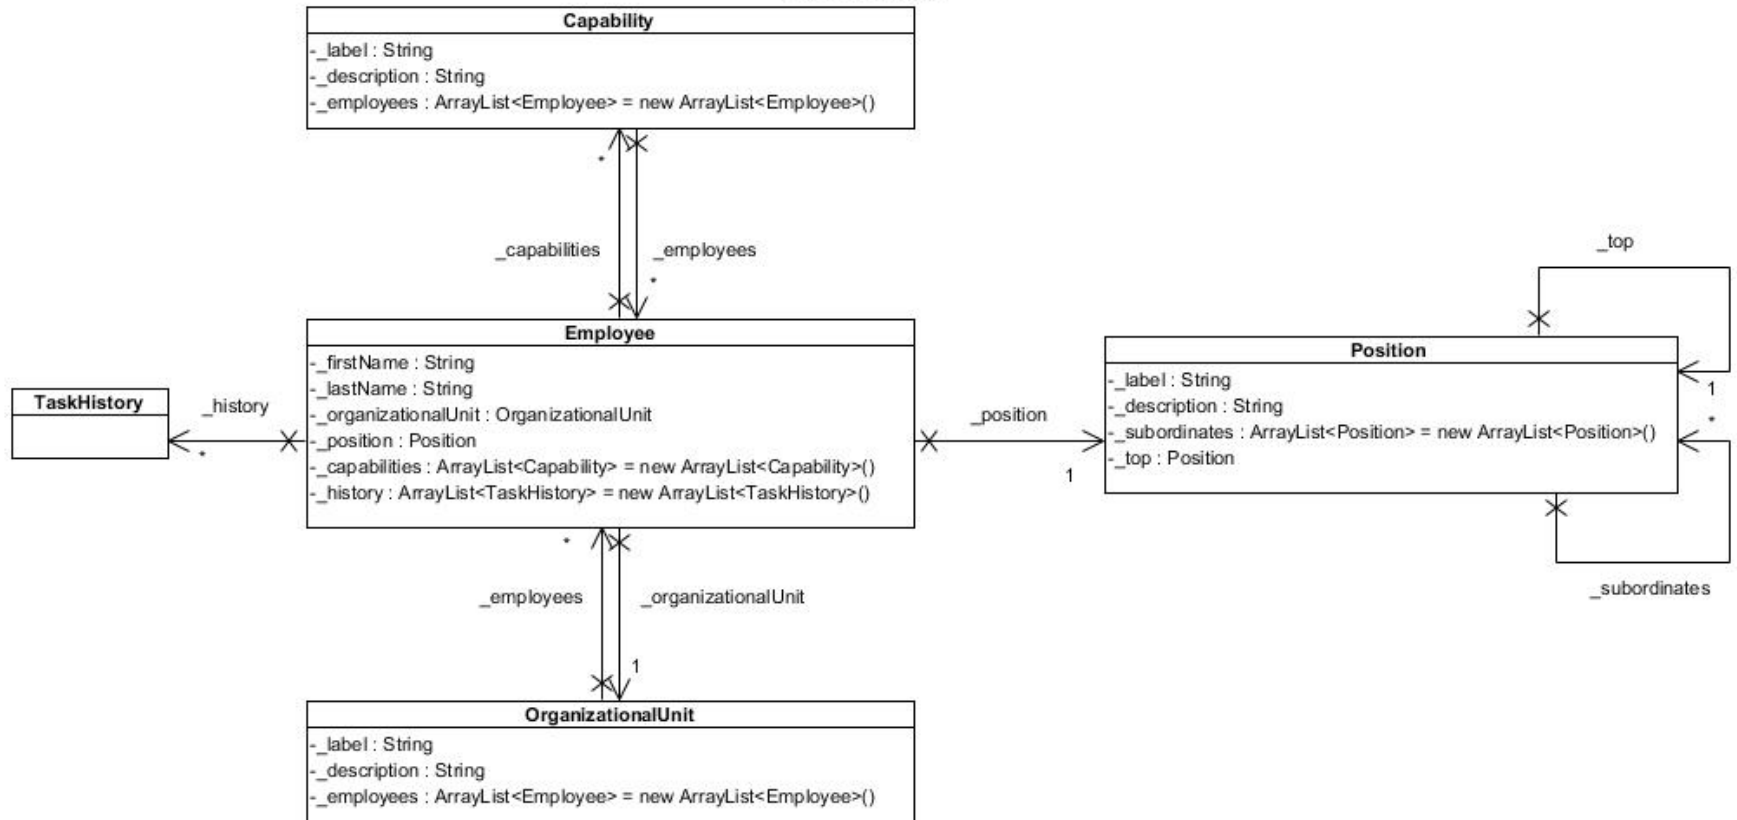 Capability
-_label : String
-_description : String
-_employees : ArrayList<Employee> = new ArrayList<Employee>()
*
_capabilities
_employees
*
_top
Employee
-_firstName : String
-_lastName : String
-_organizationalUnit : OrganizationalUnit
-_position : Position
-_capabilities : ArrayList<Capability> = new ArrayList<Capability>()
-_history : ArrayList<TaskHistory> = new ArrayList<TaskHistory>()
TaskHistory
_history
*
_position
1
Position
-_label : String
-_description : String
-_subordinates : ArrayList<Position> = new ArrayList<Position>()
-_top : Position
1
*
_subordinates
*
_employees
_organizationalUnit
1
OrganizationalUnit
-_label : String
-_description : String
-_employees : ArrayList<Employee> = new ArrayList<Employee>()